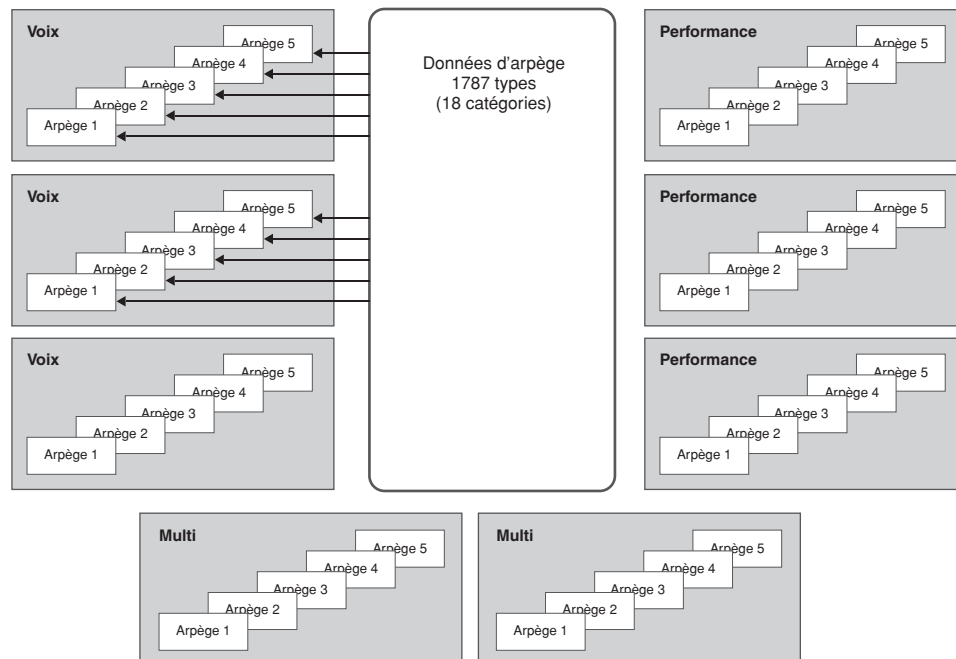 Voix
Arpège 5
Arpège 4
Arpège 3
Arpège 2
Arpège 1
Voix
Arpège 5
Arpège 4
Arpège 3
Arpège 2
Arpège 1
Voix
Arpège 5
Arpège 4
Arpège 3
Arpège 2
Arpège 1
Données d'arpège
1787 types
(18 catégories)
Performance
Arpège 5
Arpège 4
Arpège 3
Arpège 2
Arpège 1
Performance
Arpège 5
Arpège 4
Arpège 3
Arpège 2
Arpège 1
Performance
Arpège 5
Arpège 4
Arpège 3
Arpège 2
Arpège 1
Multi
Arpège 5
Arpège 4
Arpège 3
Arpège 2
Arpège 1
Multi
Arpège 5
Arpège 4
Arpège 3
Arpège 2
Arpège 1